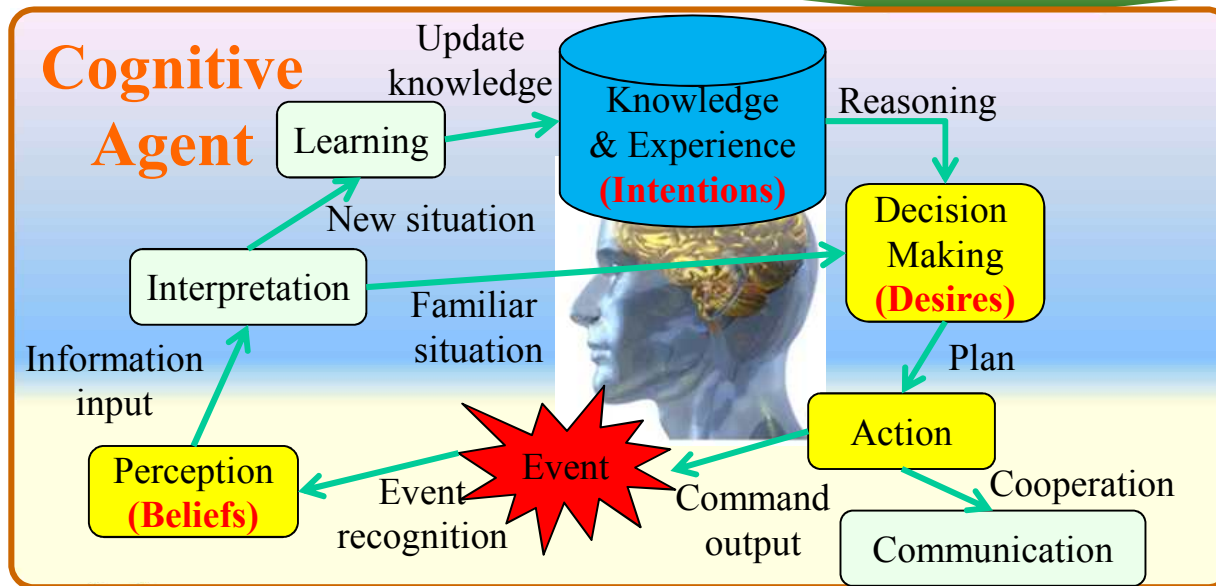 Cognitive
Agent
Update
knowledge
Learning
Knowledge
& Experience
(Intentions)
Reasoning
New situation
Decision
Making
(Desires)
Interpretation
Familiar
situation
Information
input
Plan
Action
Perception
(Beliefs)
Event
Event
recognition
Command
output
Cooperation
Communication